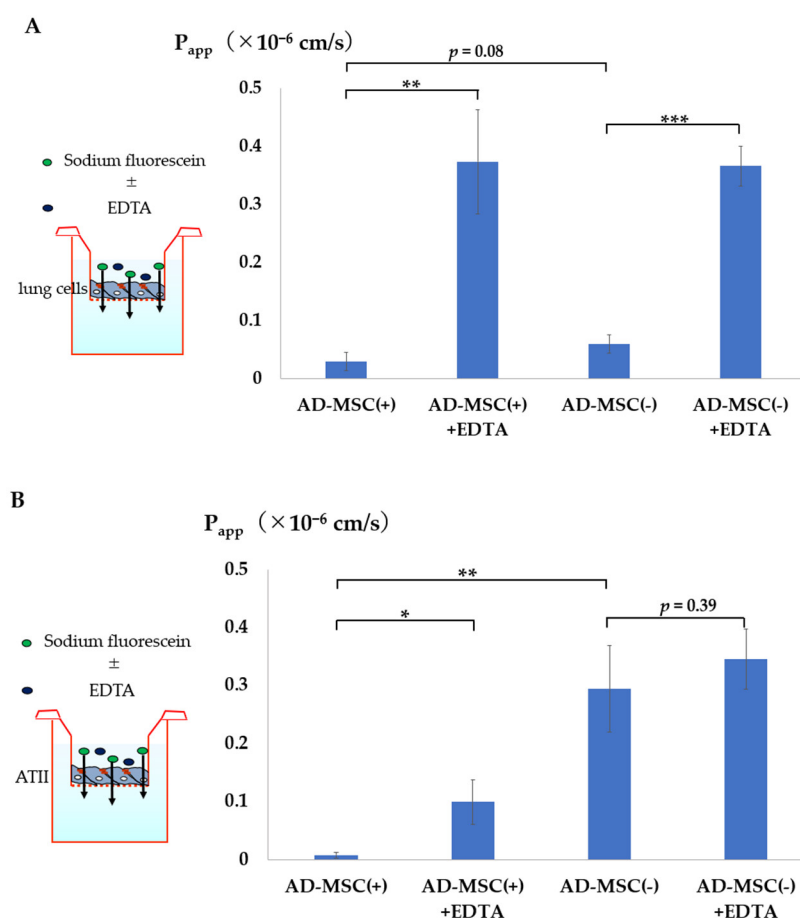 A
P_app (×10⁻⁶ cm/s)
p = 0.08
0.5
**
***
0.4
Sodium fluorescein
±
0.3
EDTA
0.2
lung cells
0.1
0
AD-MSC(+)
AD-MSC(+)
+EDTA
AD-MSC(-)
AD-MSC(-)
+EDTA
B
P_app (×10⁻⁶ cm/s)
0.5
**
p = 0.39
*
0.4
Sodium fluorescein
±
0.3
EDTA
0.2
ATII
0.1
0
AD-MSC(+)
AD-MSC(+)
+EDTA
AD-MSC(-)
AD-MSC(-)
+EDTA